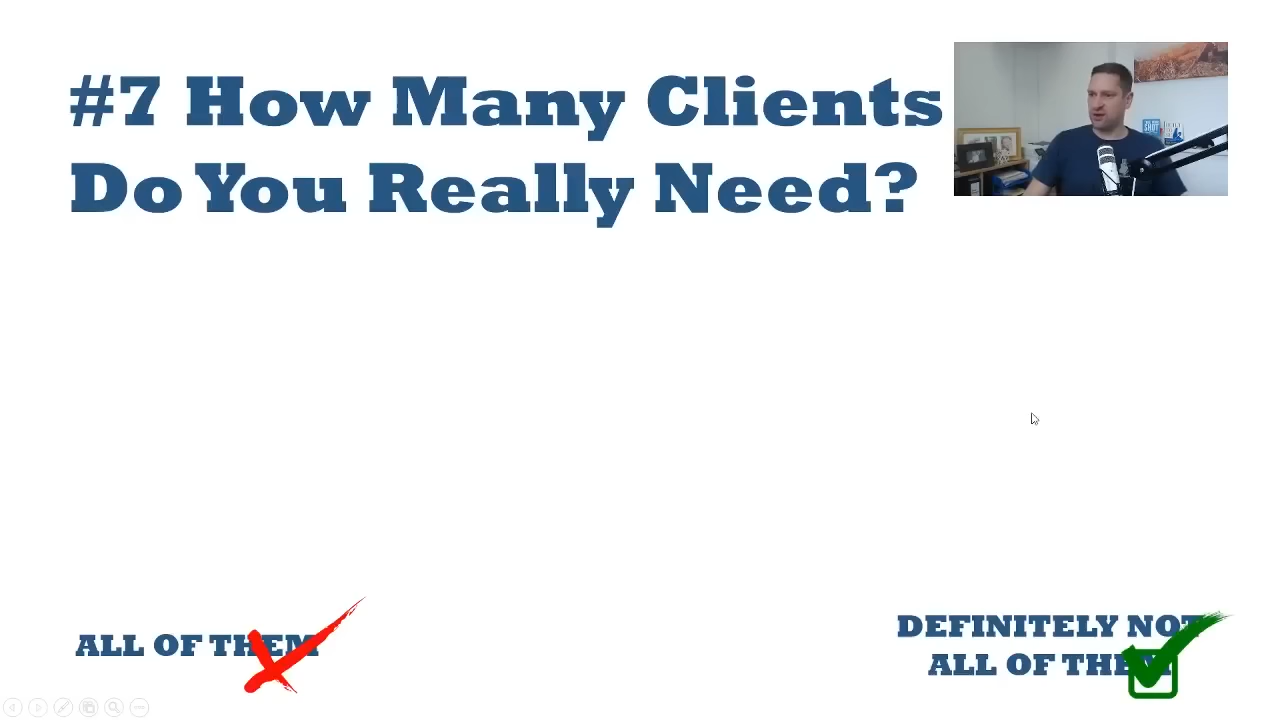 #7 How Many Clients
Do You Really Need?
ALL OF THEM
DEFINITELY NOT
ALL OF THEM